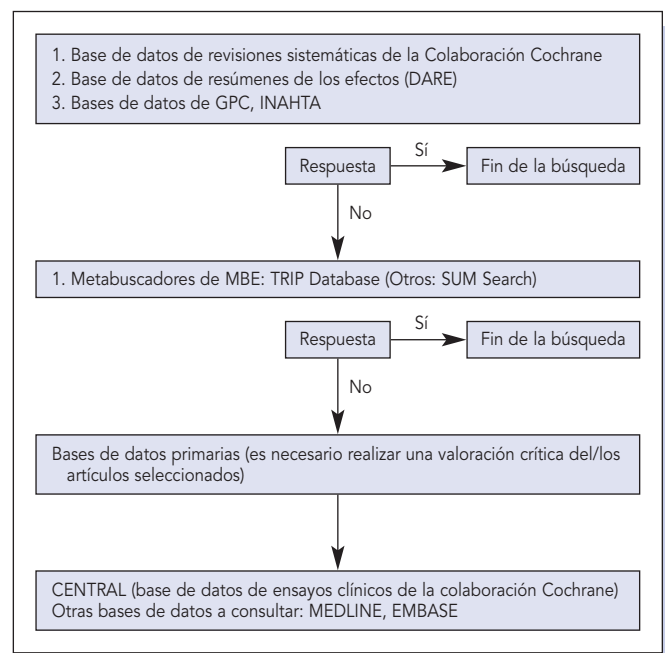 1. Base de datos de revisiones sistemáticas de la Colaboración Cochrane
2. Base de datos de resúmenes de los efectos (DARE)
3. Bases de datos de GPC, INAHTA
Respuesta
Sí
Fin de la búsqueda
No
1. Metabuscadores de MBE: TRIP Database (Otros: SUM Search)
Respuesta
Sí
Fin de la búsqueda
No
Bases de datos primarias (es necesario realizar una valoración crítica del/los
artículos seleccionados)
CENTRAL (base de datos de ensayos clínicos de la colaboración Cochrane)
Otras bases de datos a consultar: MEDLINE, EMBASE